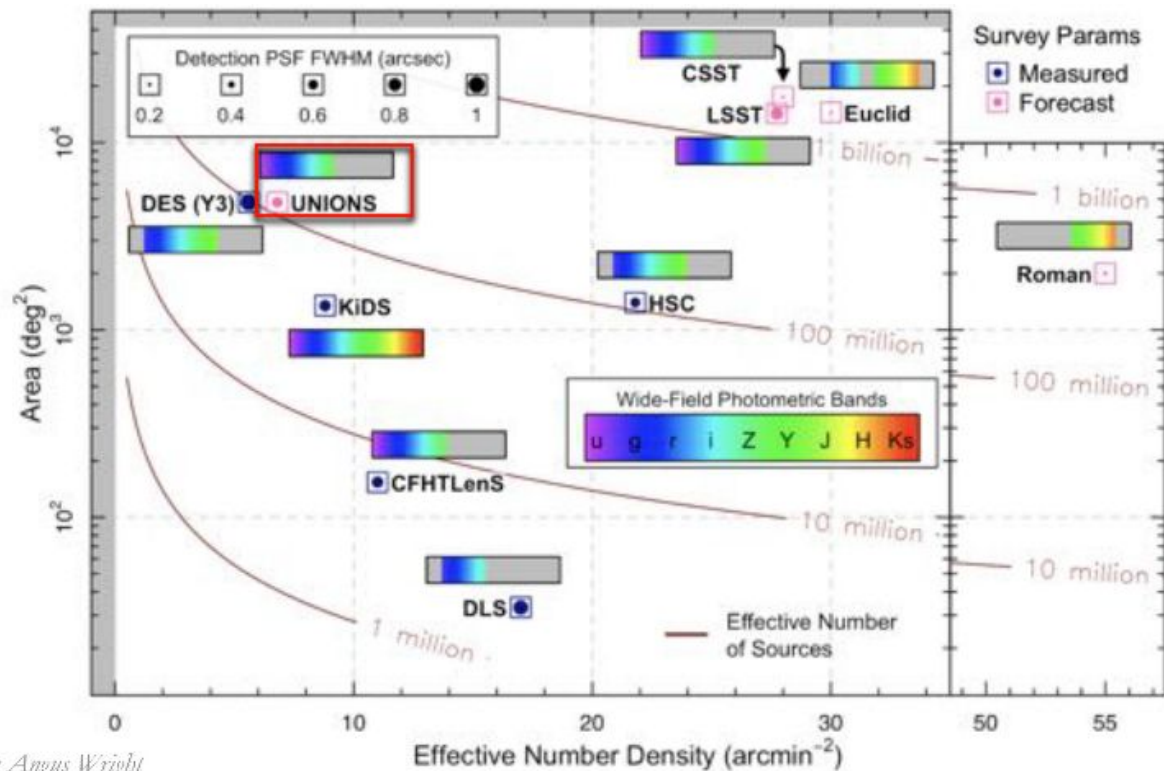 Detection PSF FWHM (arcsec)
0.2 0.4 0.6 0.8 1
CSST
LSST
Euclid
Survey Params
Measured
Forecast
10⁴
1 billion
1 billion
DES (Y3)
UNIONS
Roman
KiDS
HSC
10³
100 million
100 million
Area (deg²)
Wide-Field Photometric Bands
u g r i Z Y J H Ks
CFHTLenS
10²
10 million
10 million
DLS
1 million
Effective Number
of Sources
0 10 20 30 50 55
Effective Number Density (arcmin⁻²)
Angus Wright